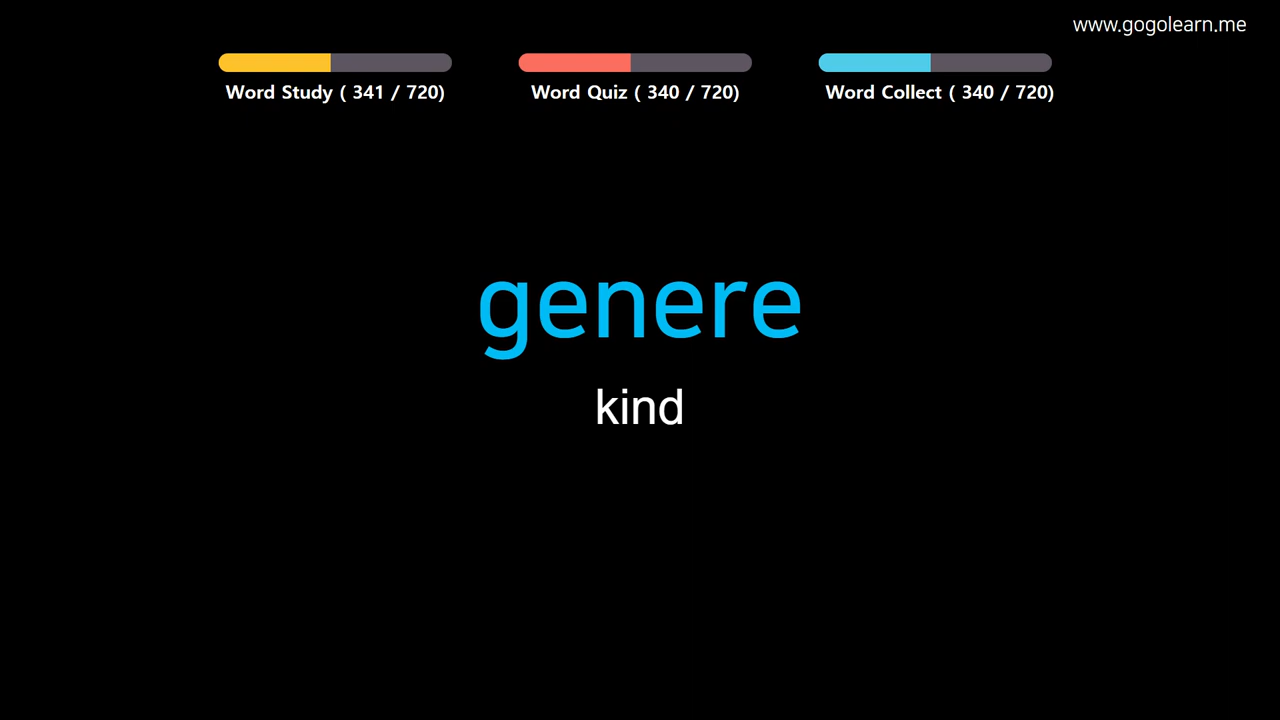 www.gogolearn.me
Word Study ( 341 / 720)
Word Quiz ( 340 / 720)
Word Collect ( 340 / 720)
genere
kind